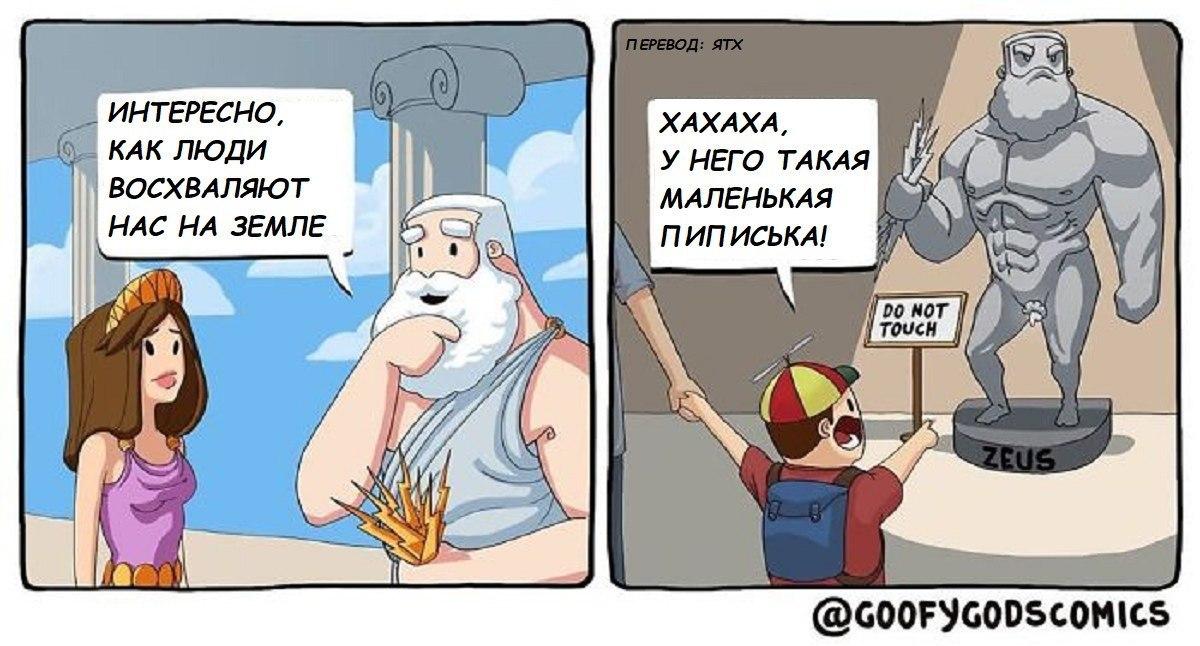 ИНТЕРЕСНО,
КАК ЛЮДИ
ВОСХВАЛЯЮТ
НАС НА ЗЕМЛЕ
ПЕРЕВОД: ЯТХ
ХАХАХА,
У НЕГО ТАКАЯ
МАЛЕНЬКАЯ
ПИПИСЬКА!
DO NOT
TOUCH
ZEUS
@GOOFYGODSCOMICS